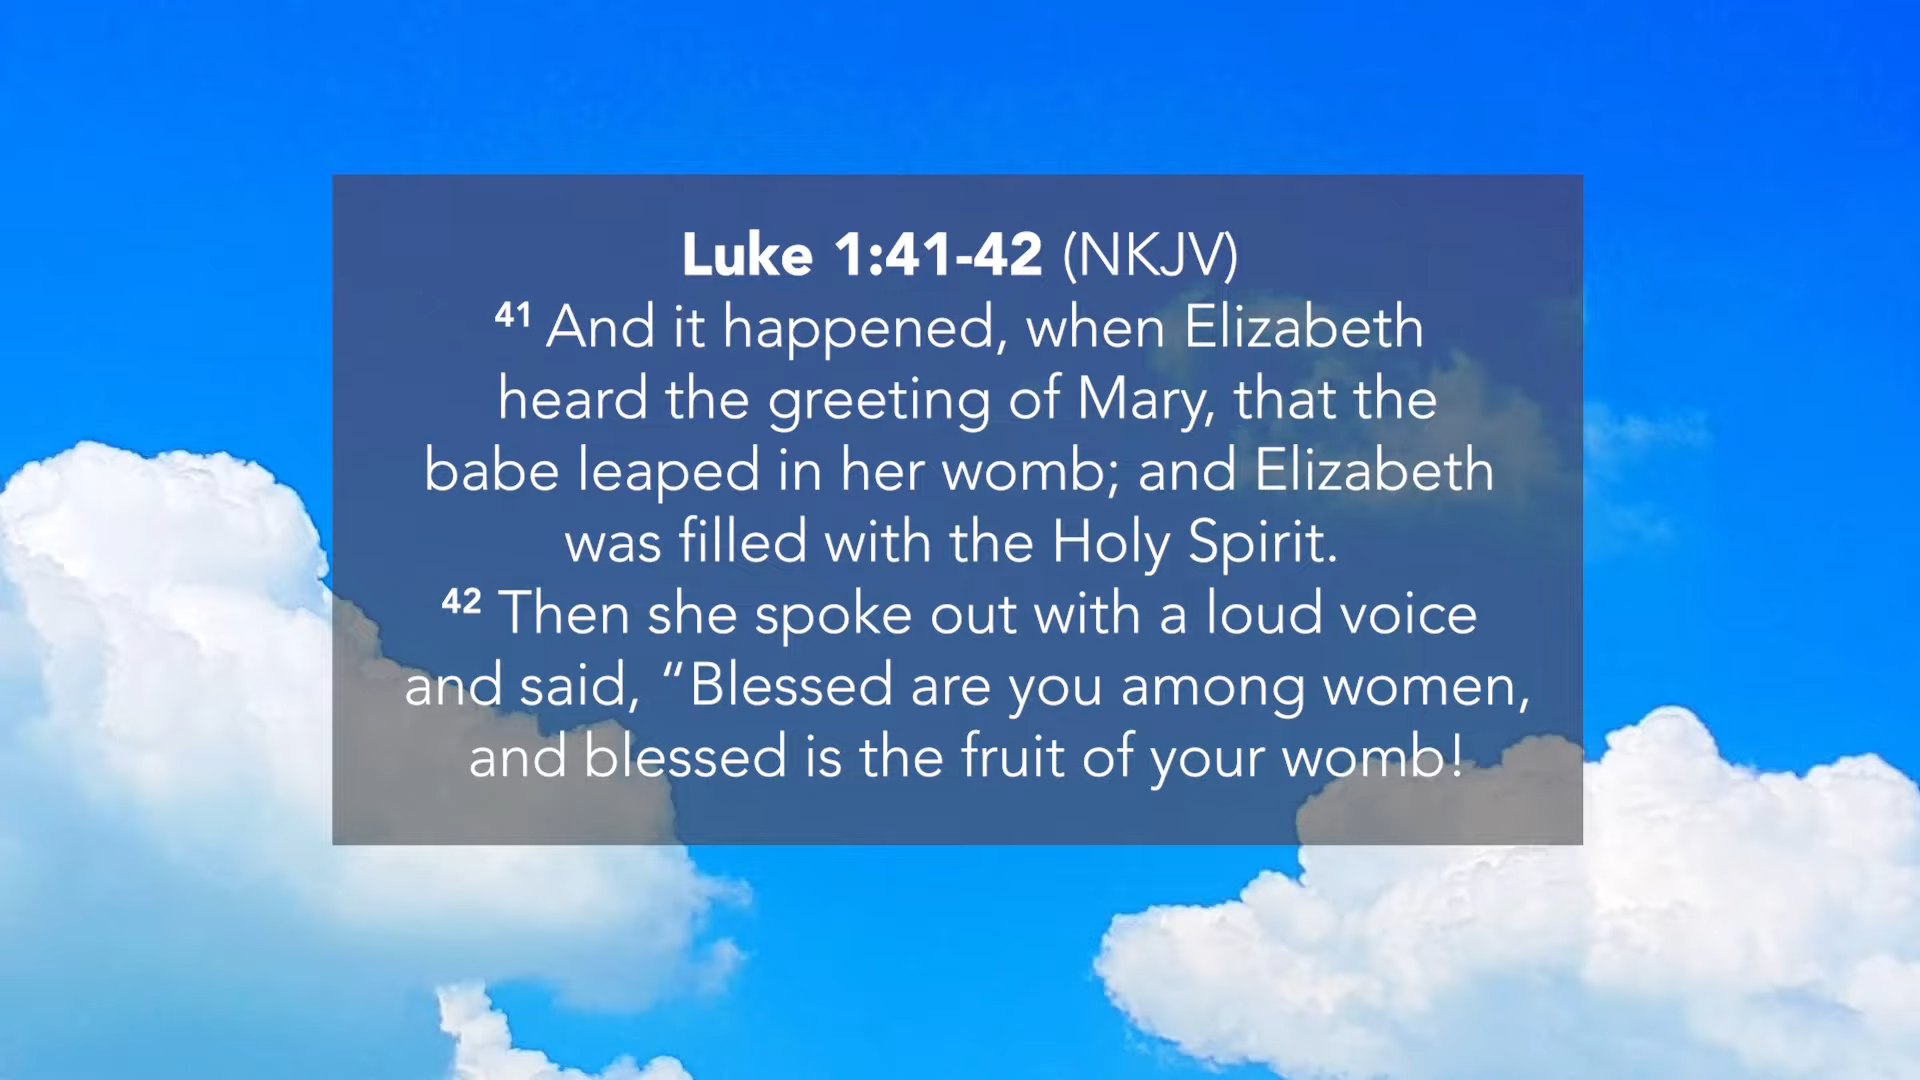 Luke 1:41-42 (NKJV)
41 And it happened, when Elizabeth
heard the greeting of Mary, that the
babe leaped in her womb; and Elizabeth
was filled with the Holy Spirit.
42 Then she spoke out with a loud voice
and said, “Blessed are you among women,
and blessed is the fruit of your womb!